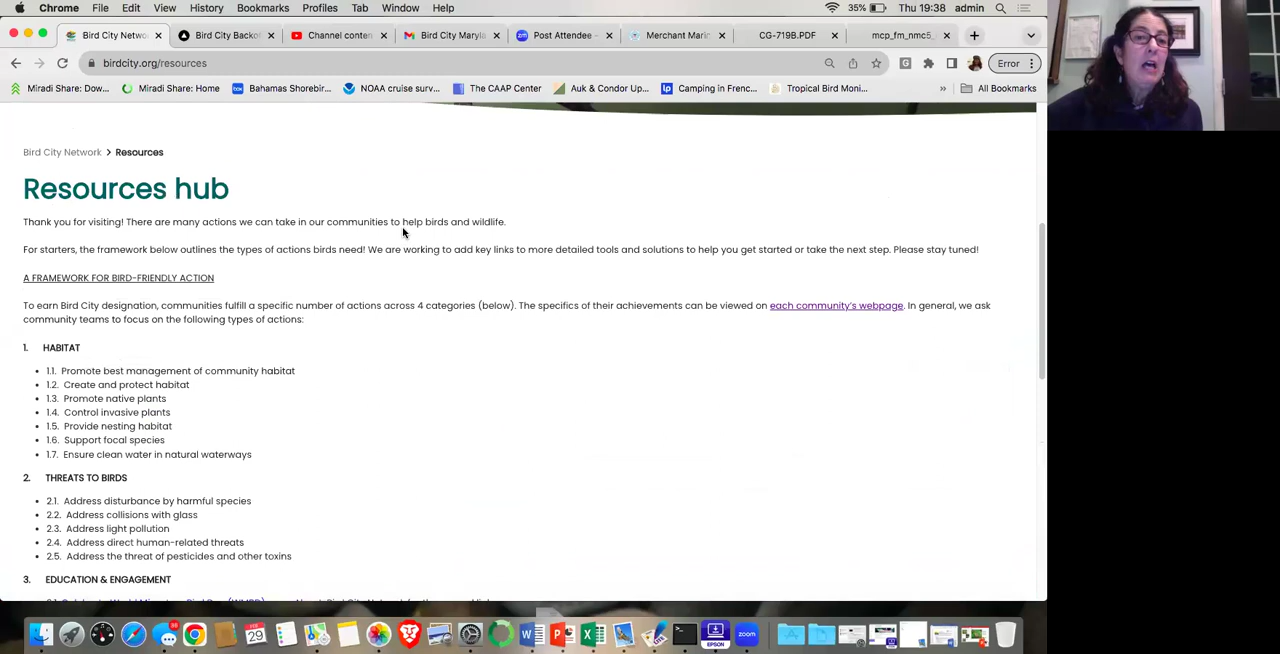 Chrome File Edit View History Bookmarks Profiles Tab Window Help 35% Thu 19:38 admin
Bird City Netwo Bird City Backo Channel conten Bird City Maryla Post Attendee – Merchant Marin CG-719B.PDF mcp_fm_nmc5_
birdcity.org/resources Error
Miradi Share: Dow... Miradi Share: Home Bahamas Shorebir... NOAA cruise surv... The CAAP Center Auk & Condor Up... Camping in Frenc... Tropical Bird Moni... » All Bookmarks
Bird City Network > Resources
Resources hub
Thank you for visiting! There are many actions we can take in our communities to help birds and wildlife.
For starters, the framework below outlines the types of actions birds need! We are working to add key links to more detailed tools and solutions to help you get started or take the next step. Please stay tuned!
A FRAMEWORK FOR BIRD-FRIENDLY ACTION
To earn Bird City designation, communities fulfill a specific number of actions across 4 categories (below). The specifics of their achievements can be viewed on each community's webpage. In general, we ask
community teams to focus on the following types of actions:
1. HABITAT
• 1.1. Promote best management of community habitat
• 1.2. Create and protect habitat
• 1.3. Promote native plants
• 1.4. Control invasive plants
• 1.5. Provide nesting habitat
• 1.6. Support focal species
• 1.7. Ensure clean water in natural waterways
2. THREATS TO BIRDS
• 2.1. Address disturbance by harmful species
• 2.2. Address collisions with glass
• 2.3. Address light pollution
• 2.4. Address direct human-related threats
• 2.5. Address the threat of pesticides and other toxins
3. EDUCATION & ENGAGEMENT
FEB 29 EPSON zoom